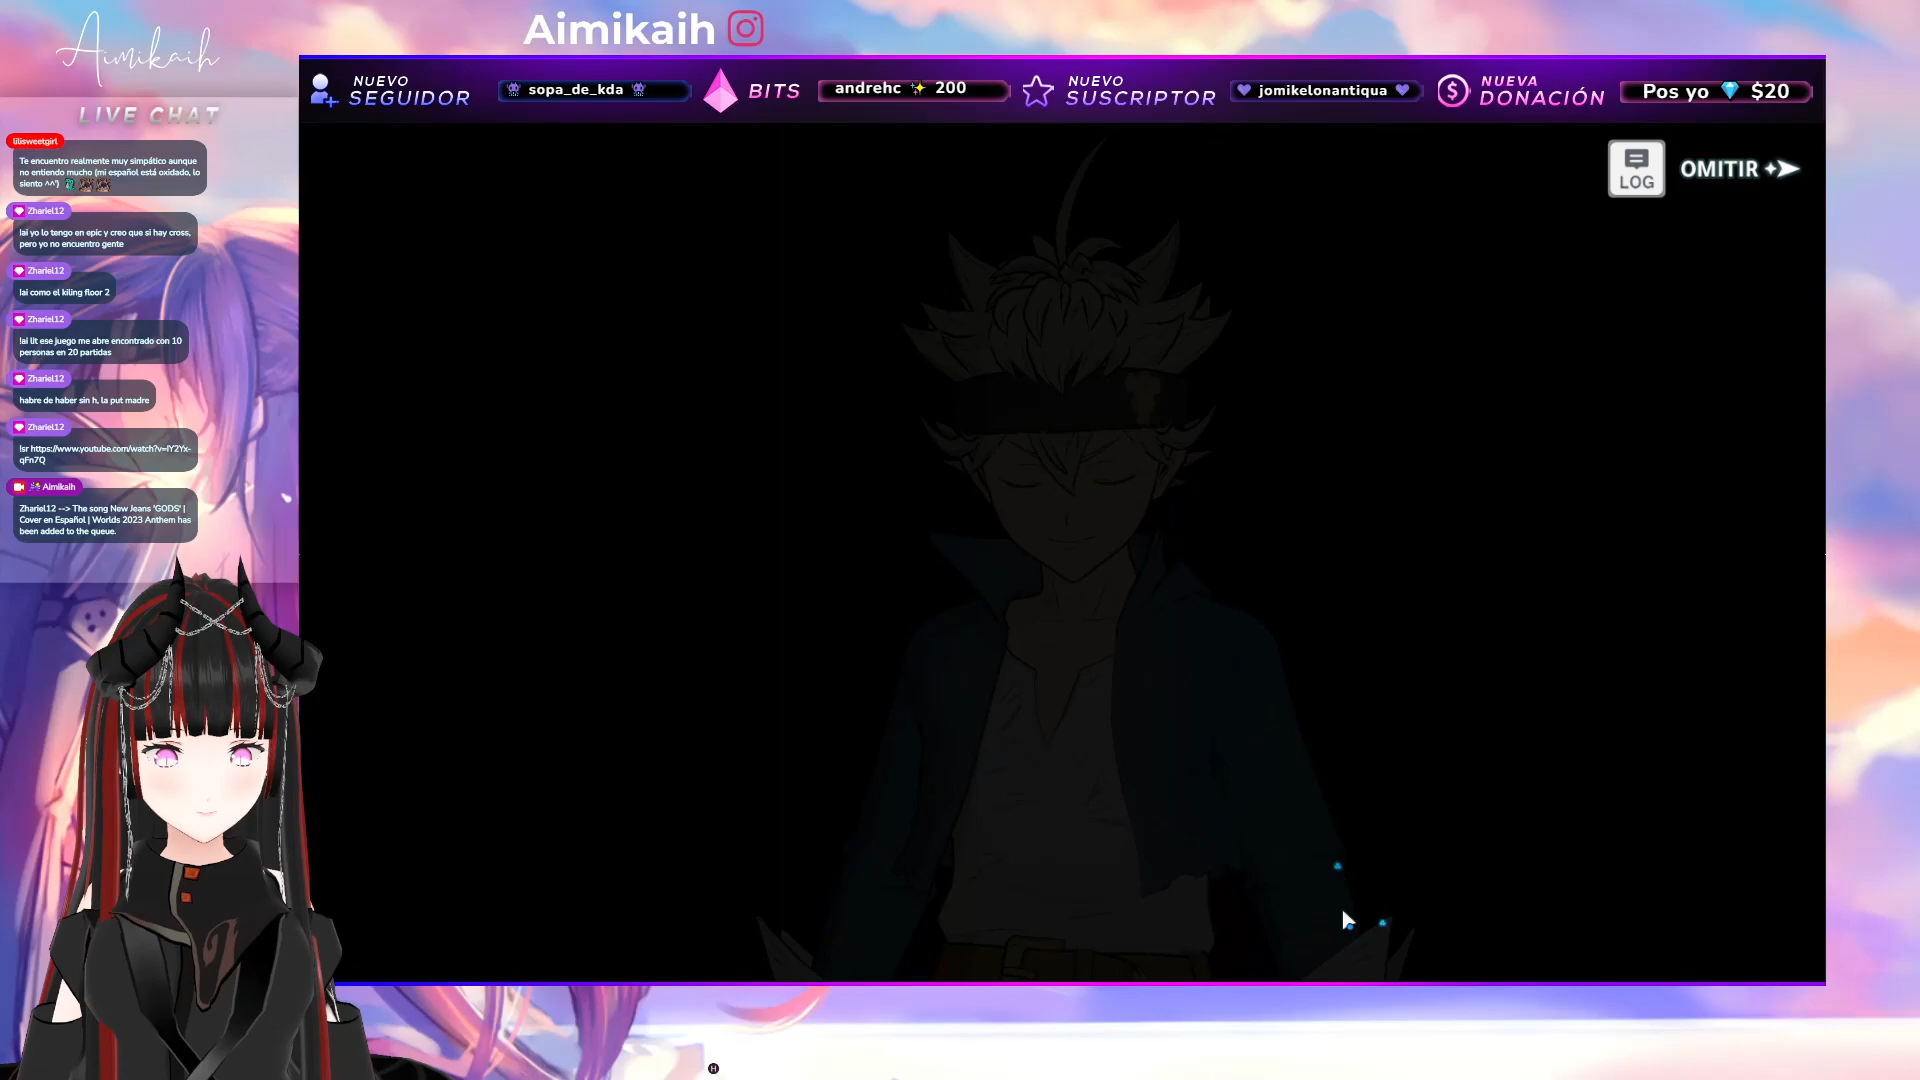 Aimikaih
Aimikaih
NUEVO
SEGUIDOR
sopa_de_kda
BITS
andrehc ✨ 200
NUEVO
SUSCRIPTOR
jomikelonantiqua
NUEVA
DONACIÓN
Pos yo 💎 $20
LIVE CHAT
lilisweetgirl
Te encuentro realmente muy simpático aunque
no entiendo mucho (mi español está oxidado, lo
siento ^^')
Zhariel12
!ai yo lo tengo en epic y creo que si hay cross,
pero yo no encuentro gente
Zhariel12
!ai como el kiling floor 2
Zhariel12
!ai lit ese juego me abre encontrado con 10
personas en 20 partidas
Zhariel12
habre de haber sin h, la put madre
Zhariel12
!sr https://www.youtube.com/watch?v=IY2Yx-
qFn7Q
Aimikaih
Zhariel12 --> The song New Jeans 'GODS' |
Cover en Español | Worlds 2023 Anthem has
been added to the queue.
LOG
OMITIR